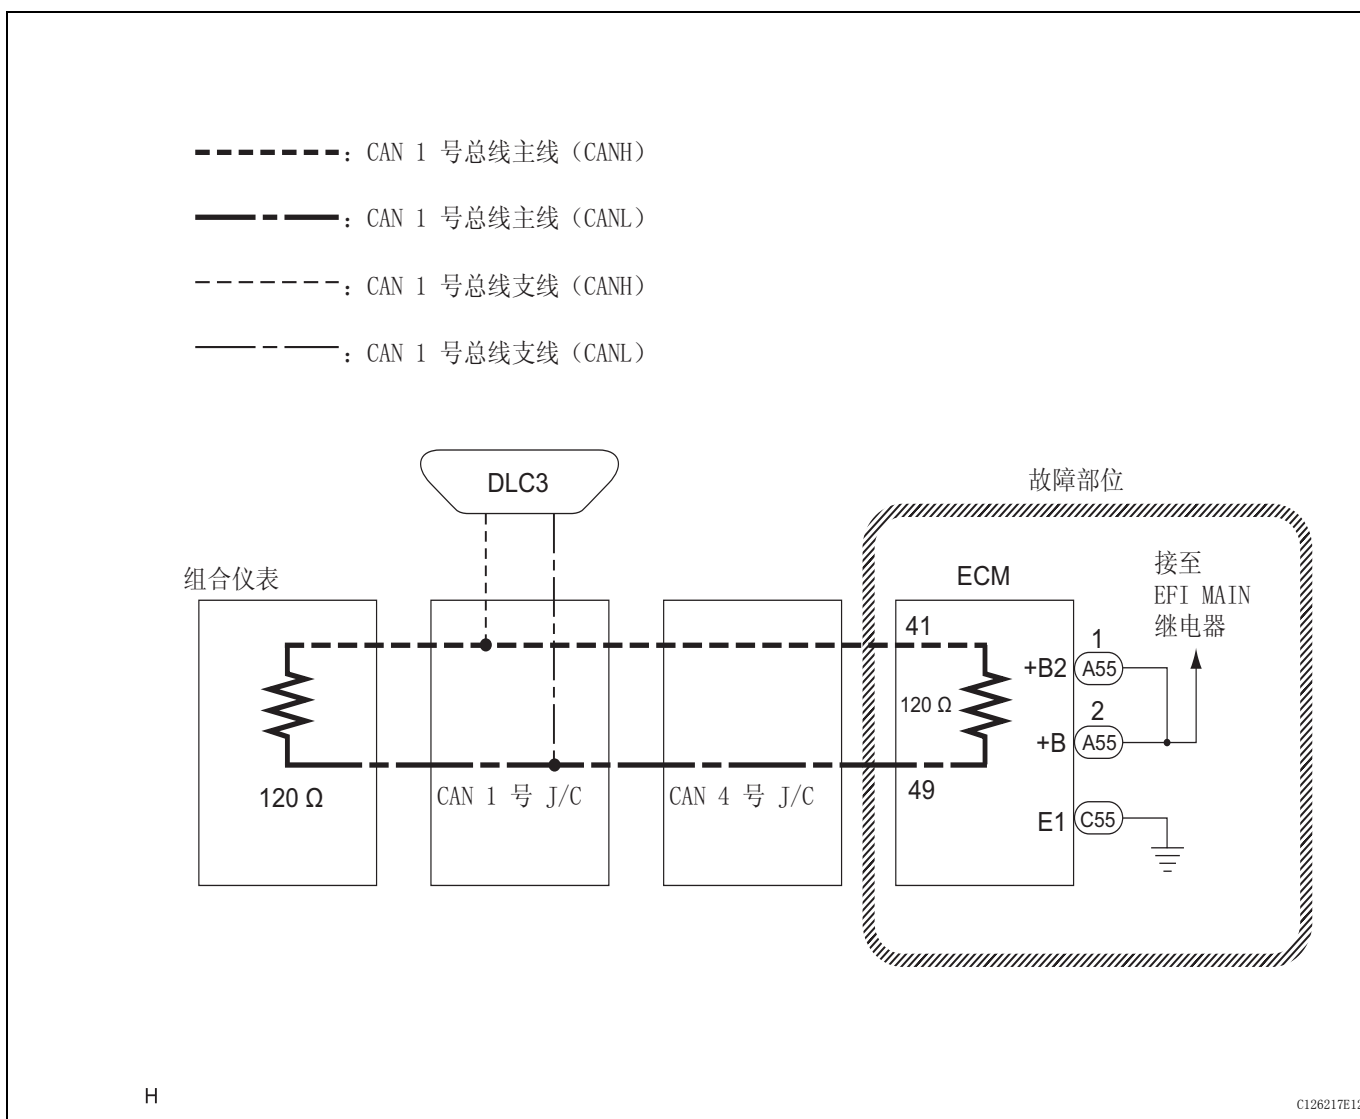 : CAN 1 号总线主线（CANH）
: CAN 1 号总线主线（CANL）
: CAN 1 号总线支线（CANH）
: CAN 1 号总线支线（CANL）
DLC3
故障部位
组合仪表
ECM
接至
EFI MAIN
继电器
41
1
+B2
A55
120 Ω
2
+B
A55
120 Ω
CAN 1 号 J/C
CAN 4 号 J/C
49
E1
C55
H
C126217E12